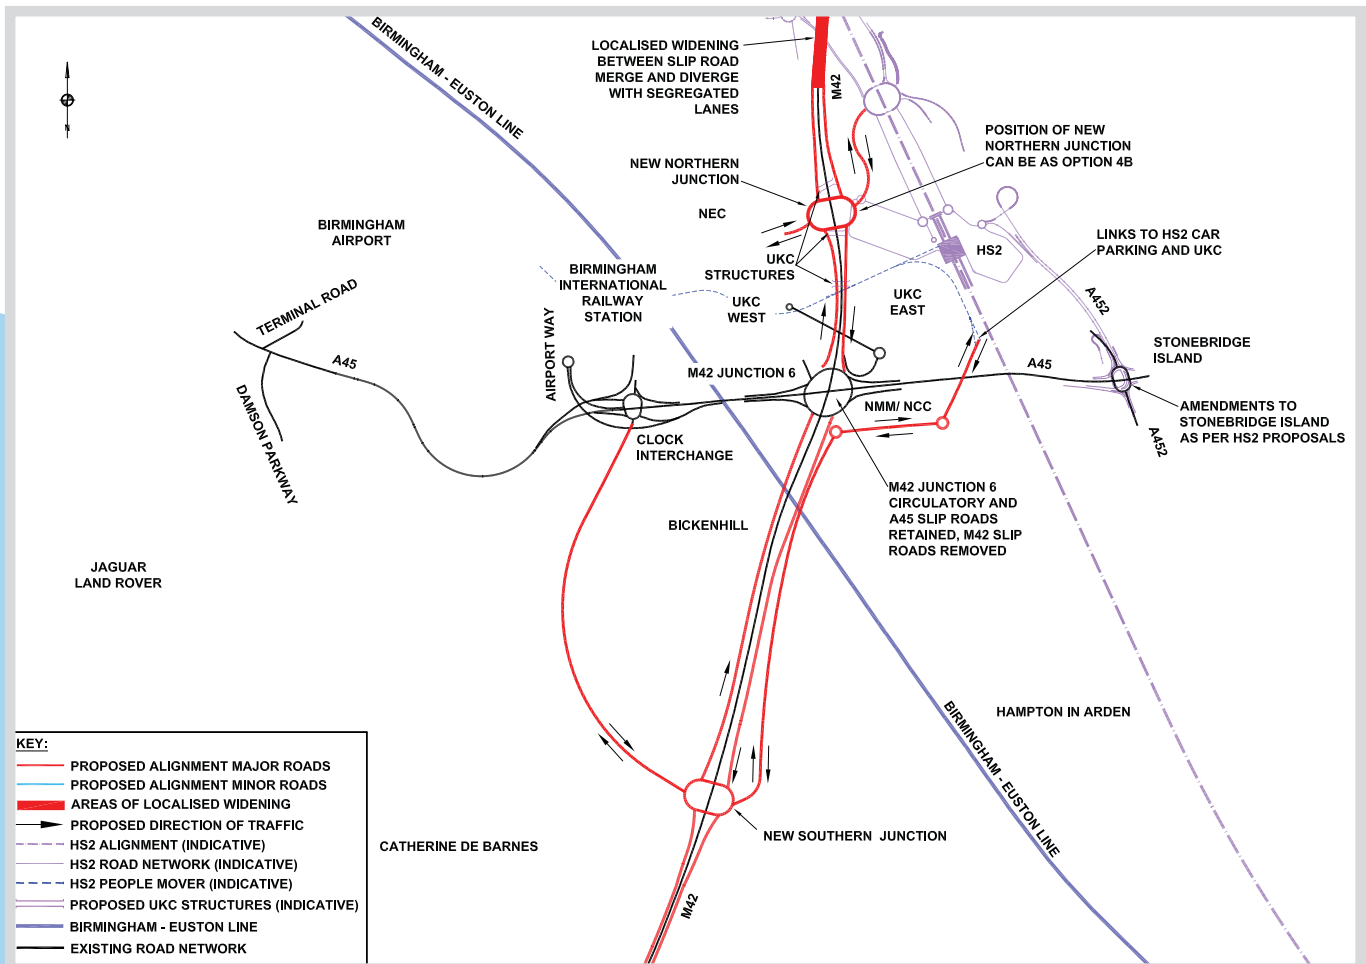 BIRMINGHAM - EUSTON LINE
LOCALISED WIDENING
BETWEEN SLIP ROAD
MERGE AND DIVERGE
WITH SEGREGATED
LANES
M42
N
POSITION OF NEW
NORTHERN JUNCTION
CAN BE AS OPTION 4B
NEW NORTHERN
JUNCTION
NEC
BIRMINGHAM
AIRPORT
HS2
LINKS TO HS2 CAR
PARKING AND UKC
UKC
STRUCTURES
BIRMINGHAM
INTERNATIONAL
RAILWAY
STATION
UKC
WEST
UKC
EAST
A452
TERMINAL ROAD
A45
AIRPORT WAY
STONEBRIDGE
ISLAND
M42 JUNCTION 6
A45
DAMSON PARKWAY
NMM/ NCC
AMENDMENTS TO
STONEBRIDGE ISLAND
AS PER HS2 PROPOSALS
A452
CLOCK
INTERCHANGE
M42 JUNCTION 6
CIRCULATORY AND
A45 SLIP ROADS
RETAINED, M42 SLIP
ROADS REMOVED
BICKENHILL
JAGUAR
LAND ROVER
HAMPTON IN ARDEN
BIRMINGHAM - EUSTON LINE
NEW SOUTHERN JUNCTION
CATHERINE DE BARNES
M42
KEY:
PROPOSED ALIGNMENT MAJOR ROADS
PROPOSED ALIGNMENT MINOR ROADS
AREAS OF LOCALISED WIDENING
PROPOSED DIRECTION OF TRAFFIC
HS2 ALIGNMENT (INDICATIVE)
HS2 ROAD NETWORK (INDICATIVE)
HS2 PEOPLE MOVER (INDICATIVE)
PROPOSED UKC STRUCTURES (INDICATIVE)
BIRMINGHAM - EUSTON LINE
EXISTING ROAD NETWORK